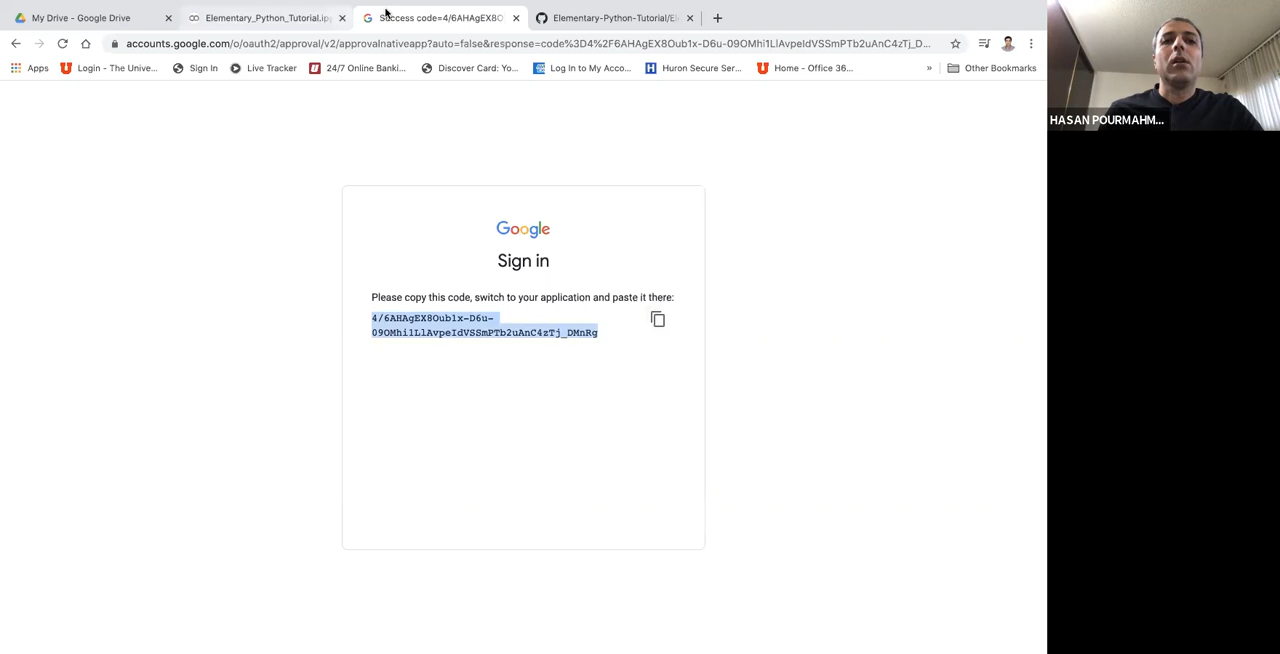 My Drive - Google Drive
Elementary_Python_Tutorial.ip
Success code=4/6AHAgEX8O
Elementary-Python-Tutorial/El
accounts.google.com/o/oauth2/approval/v2/approvalnativeapp?auto=false&response=code%3D4%2F6AHAgEX8Oub1x-D6u-09OMhi1LlAvpeIdVSSmPTb2uAnC4zTj_D...
Apps
Login - The Unive...
Sign In
Live Tracker
24/7 Online Banki...
Discover Card: Yo...
Log In to My Acco...
Huron Secure Ser...
Home - Office 36...
»
Other Bookmarks
HASAN POURMAHM...
Google
Sign in
Please copy this code, switch to your application and paste it there:
4/6AHAgEX8Oub1x-D6u-
09OMhi1LlAvpeIdVSSmPTb2uAnC4zTj_DMnRg